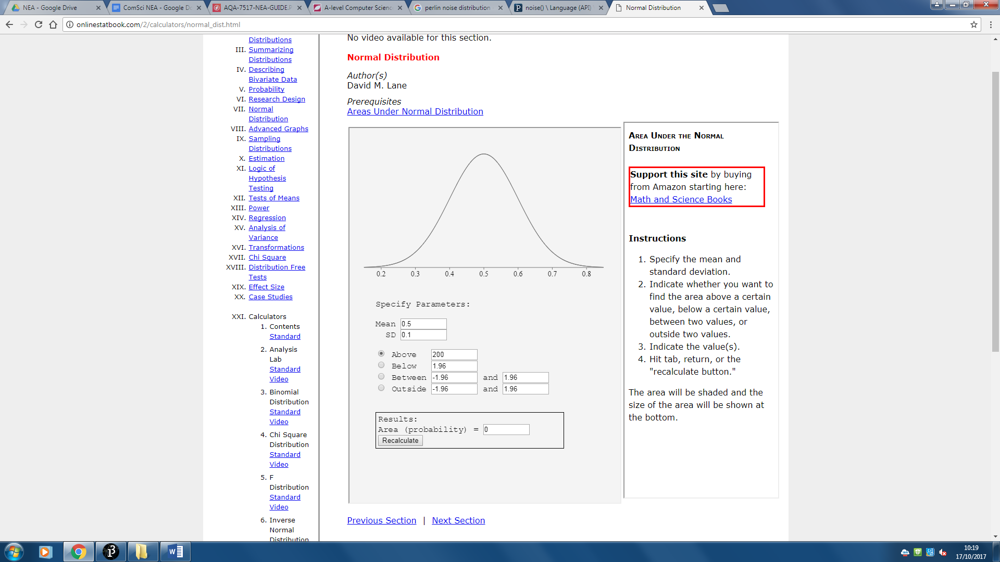 NEA - Google Drive
ComSci NEA - Google Do
AQA-7517-NEA-GUIDE.P
A-level Computer Scienc
perlin noise distribution
noise() \ Language (API)
Normal Distribution
onlinestatbook.com/2/calculators/normal_dist.html
Distributions
III. Summarizing
Distributions
IV. Describing
Bivariate Data
V. Probability
VI. Research Design
VII. Normal
Distribution
VIII. Advanced Graphs
IX. Sampling
Distributions
X. Estimation
XI. Logic of
Hypothesis
Testing
XII. Tests of Means
XIII. Power
XIV. Regression
XV. Analysis of
Variance
XVI. Transformations
XVII. Chi Square
XVIII. Distribution Free
Tests
XIX. Effect Size
XX. Case Studies
XXI. Calculators
1. Contents
Standard
2. Analysis
Lab
Standard
Video
3. Binomial
Distribution
Standard
Video
4. Chi Square
Distribution
Standard
Video
5. F
Distribution
Standard
Video
6. Inverse
Normal
Distribution
No video available for this section.
Normal Distribution
Author(s)
David M. Lane
Prerequisites
Areas Under Normal Distribution
0.2 0.3 0.4 0.5 0.6 0.7 0.8
Specify Parameters:
Mean 0.5
SD 0.1
Above 200
Below 1.96
Between -1.96 and 1.96
Outside -1.96 and 1.96
Results:
Area (probability) = 0
Recalculate
Previous Section | Next Section
Area Under the Normal
Distribution
Support this site by buying
from Amazon starting here:
Math and Science Books
Instructions
1. Specify the mean and
standard deviation.
2. Indicate whether you want to
find the area above a certain
value, below a certain value,
between two values, or
outside two values.
3. Indicate the value(s).
4. Hit tab, return, or the
"recalculate button."
The area will be shaded and the
size of the area will be shown at
the bottom.
10:19
17/10/2017